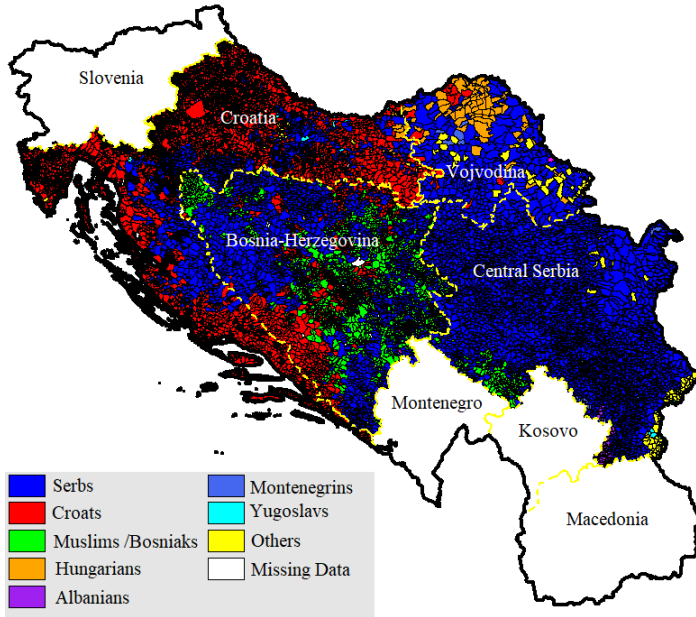 Slovenia
Croatia
Vojvodina
Bosnia-Herzegovina
Central Serbia
Montenegro
Kosovo
Macedonia
Serbs
Croats
Muslims /Bosniaks
Hungarians
Albanians
Montenegrins
Yugoslavs
Others
Missing Data